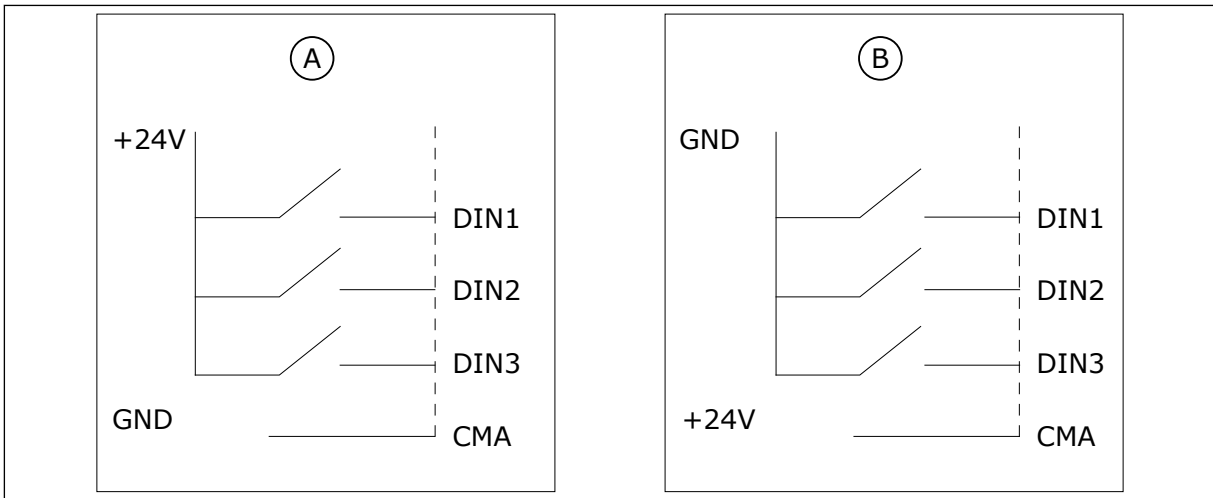 A
+24V
DIN1
DIN2
DIN3
GND
CMA
B
GND
DIN1
DIN2
DIN3
+24V
CMA